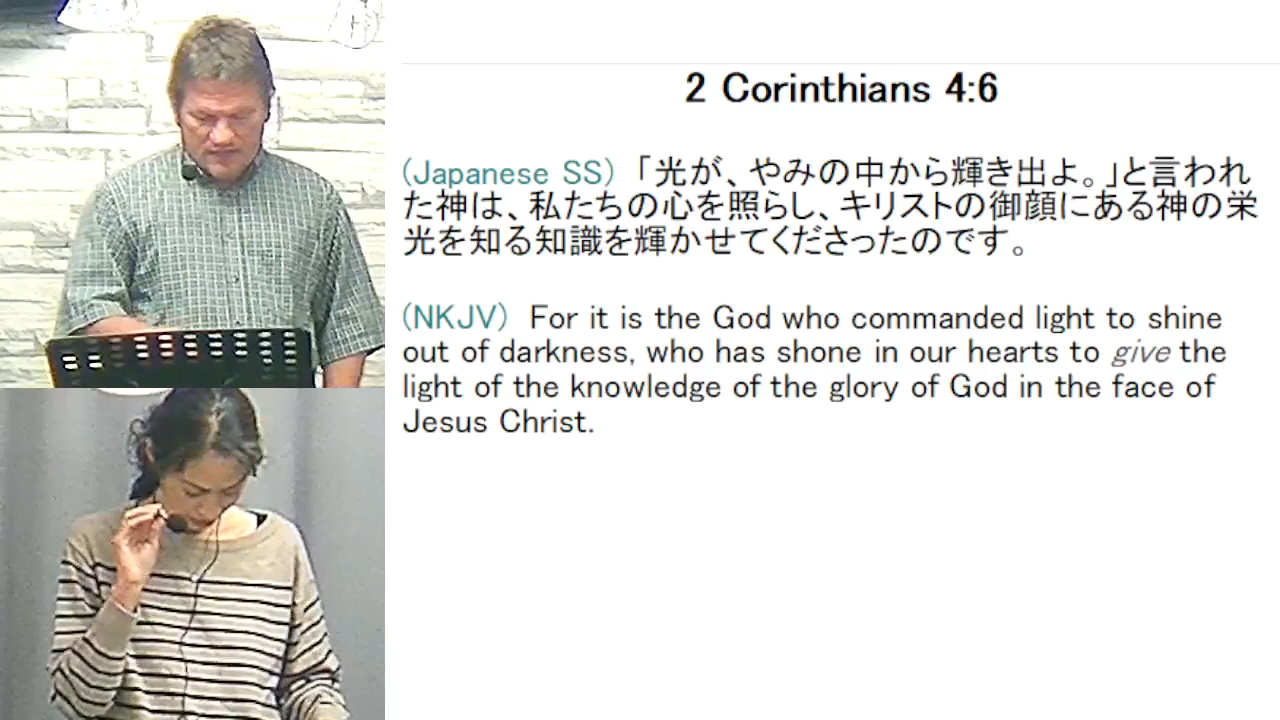 2 Corinthians 4:6
(Japanese SS) 「光が、やみの中から輝き出よ。」と言われ
た神は、私たちの心を照らし、キリストの御顔にある神の栄
光を知る知識を輝かせてくださったのです。
(NKJV) For it is the God who commanded light to shine
out of darkness, who has shone in our hearts to give the
light of the knowledge of the glory of God in the face of
Jesus Christ.